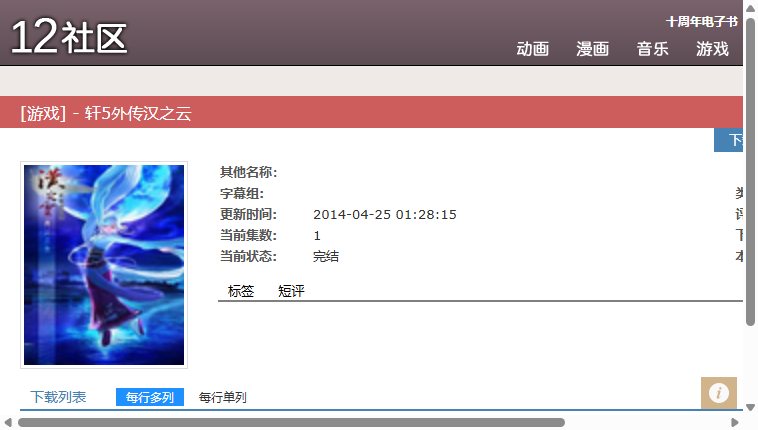 12社区
十周年电子书
动画 漫画 音乐 游戏
[游戏] - 轩5外传汉之云
其他名称:
字幕组:
更新时间: 2014-04-25 01:28:15
当前集数: 1
当前状态: 完结
标签 短评
下载列表 每行多列 每行单列